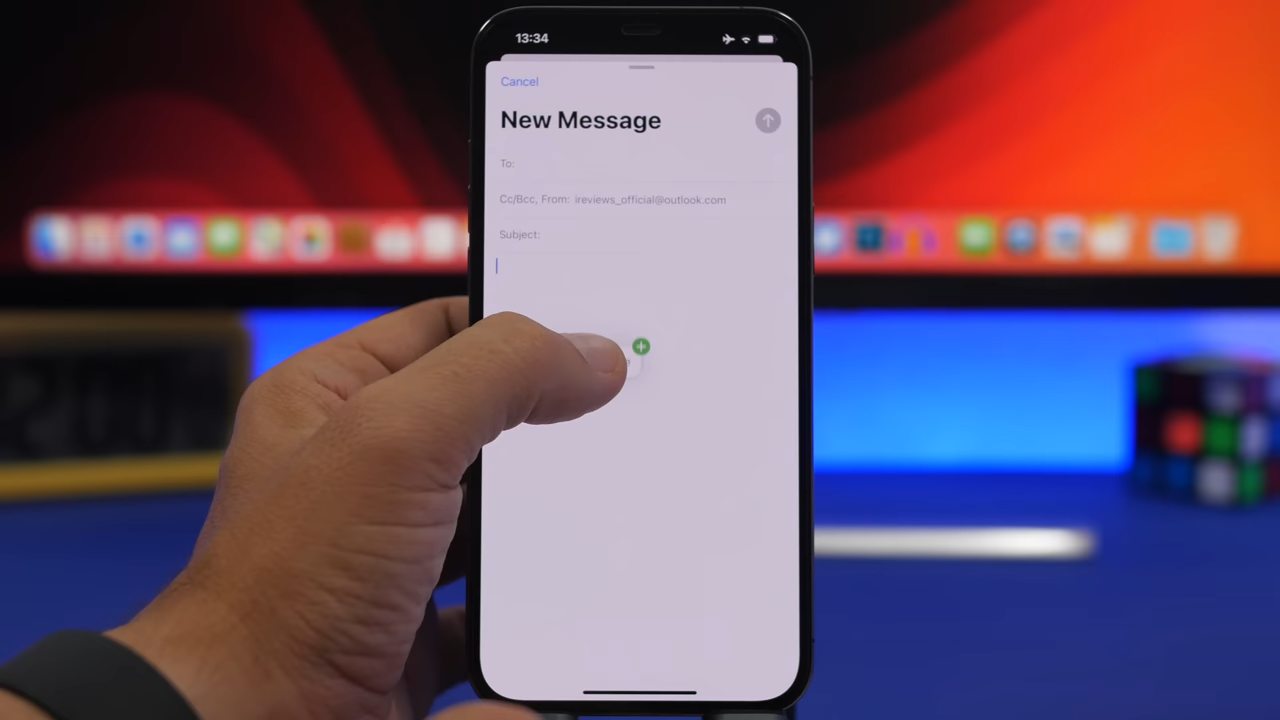 13:34
Cancel
New Message
To:
Cc/Bcc, From: ireviews_official@outlook.com
Subject: